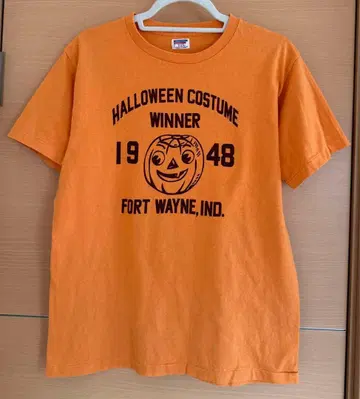 HALLOWEEN COSTUME
WINNER
19 48
FORT WAYNE, IND.